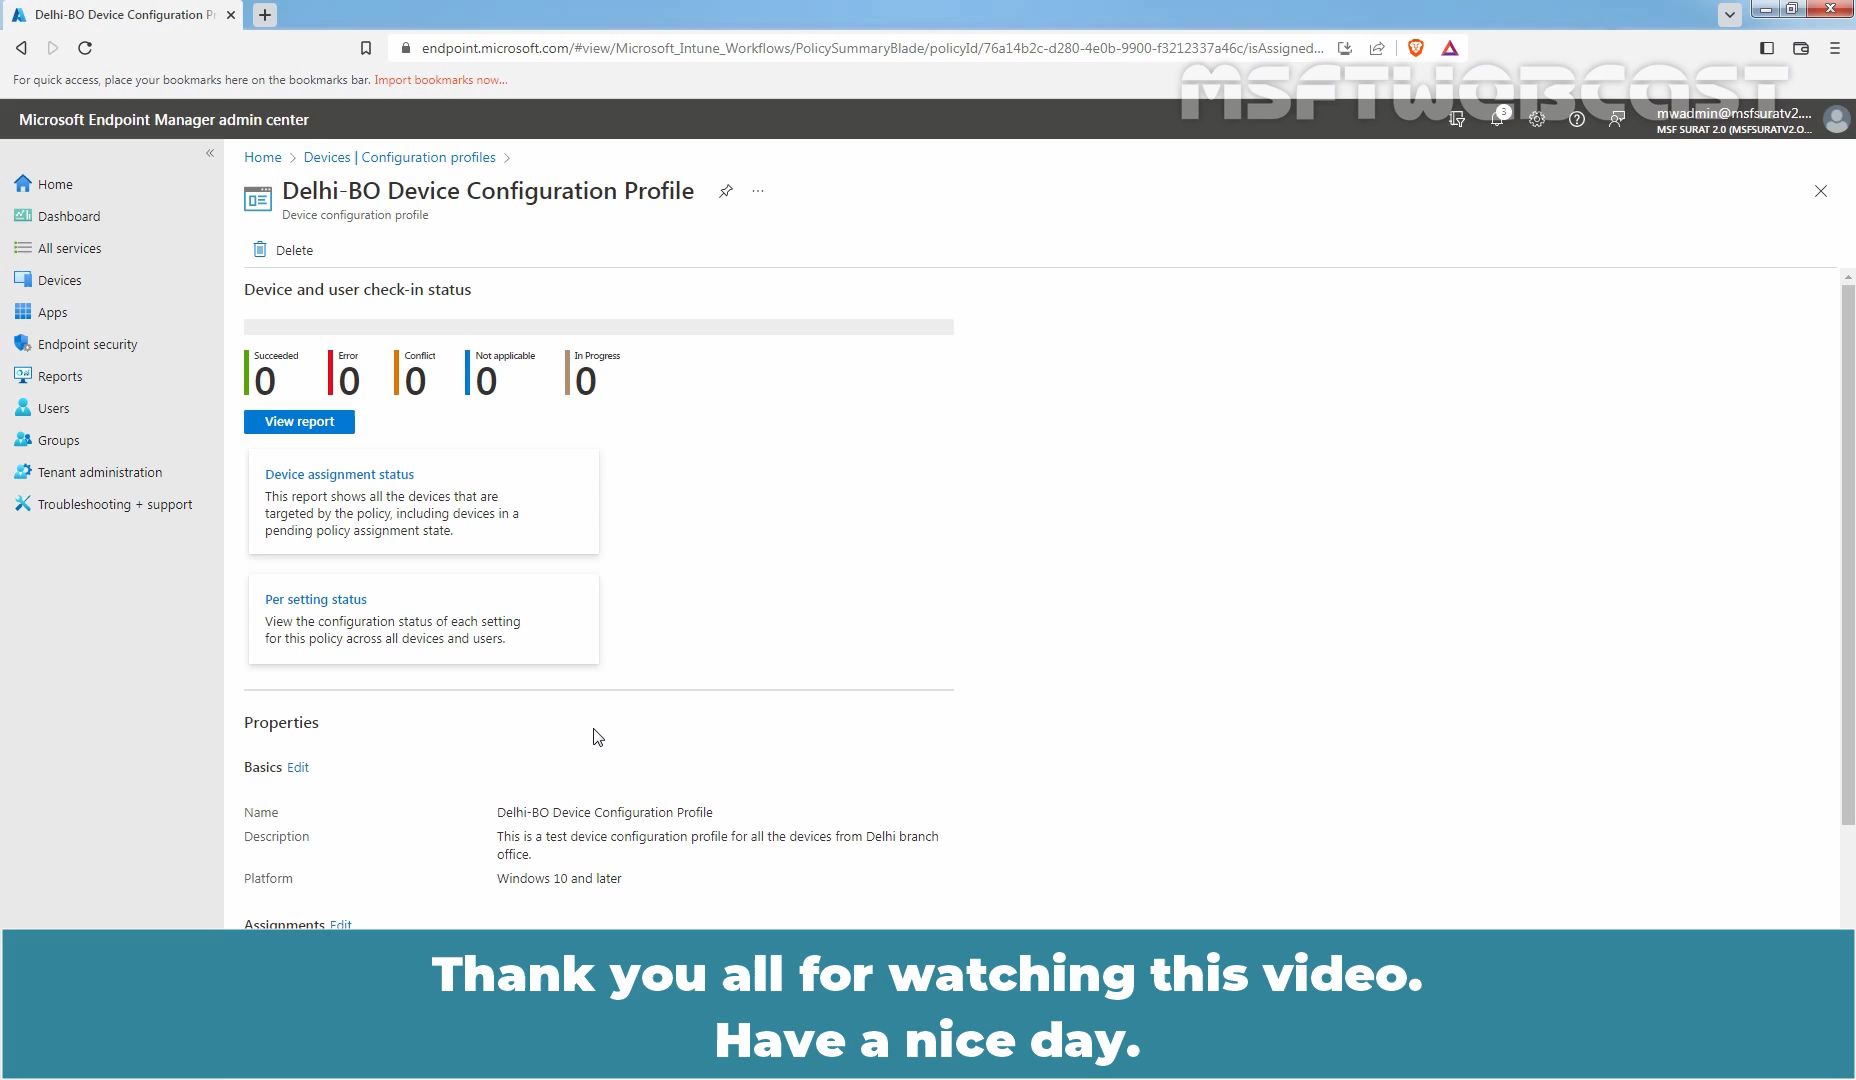 Delhi-BO Device Configuration Pr
endpoint.microsoft.com/#view/Microsoft_Intune_Workflows/PolicySummaryBlade/policyId/76a14b2c-d280-4e0b-9900-f3212337a46c/isAssigned...
For quick access, place your bookmarks here on the bookmarks bar. Import bookmarks now...
MSFTWEBCAST
Microsoft Endpoint Manager admin center
3
mwadmin@msfsuratv2....
MSF SURAT 2.0 (MSFSURATV2.O...
Home
Dashboard
All services
Devices
Apps
Endpoint security
Reports
Users
Groups
Tenant administration
Troubleshooting + support
Home > Devices | Configuration profiles >
Delhi-BO Device Configuration Profile
Device configuration profile
Delete
Device and user check-in status
Succeeded
0
Error
0
Conflict
0
Not applicable
0
In Progress
0
View report
Device assignment status
This report shows all the devices that are
targeted by the policy, including devices in a
pending policy assignment state.
Per setting status
View the configuration status of each setting
for this policy across all devices and users.
Properties
Basics Edit
Name Delhi-BO Device Configuration Profile
Description This is a test device configuration profile for all the devices from Delhi branch
office.
Platform Windows 10 and later
Assignments Edit
Thank you all for watching this video.
Have a nice day.